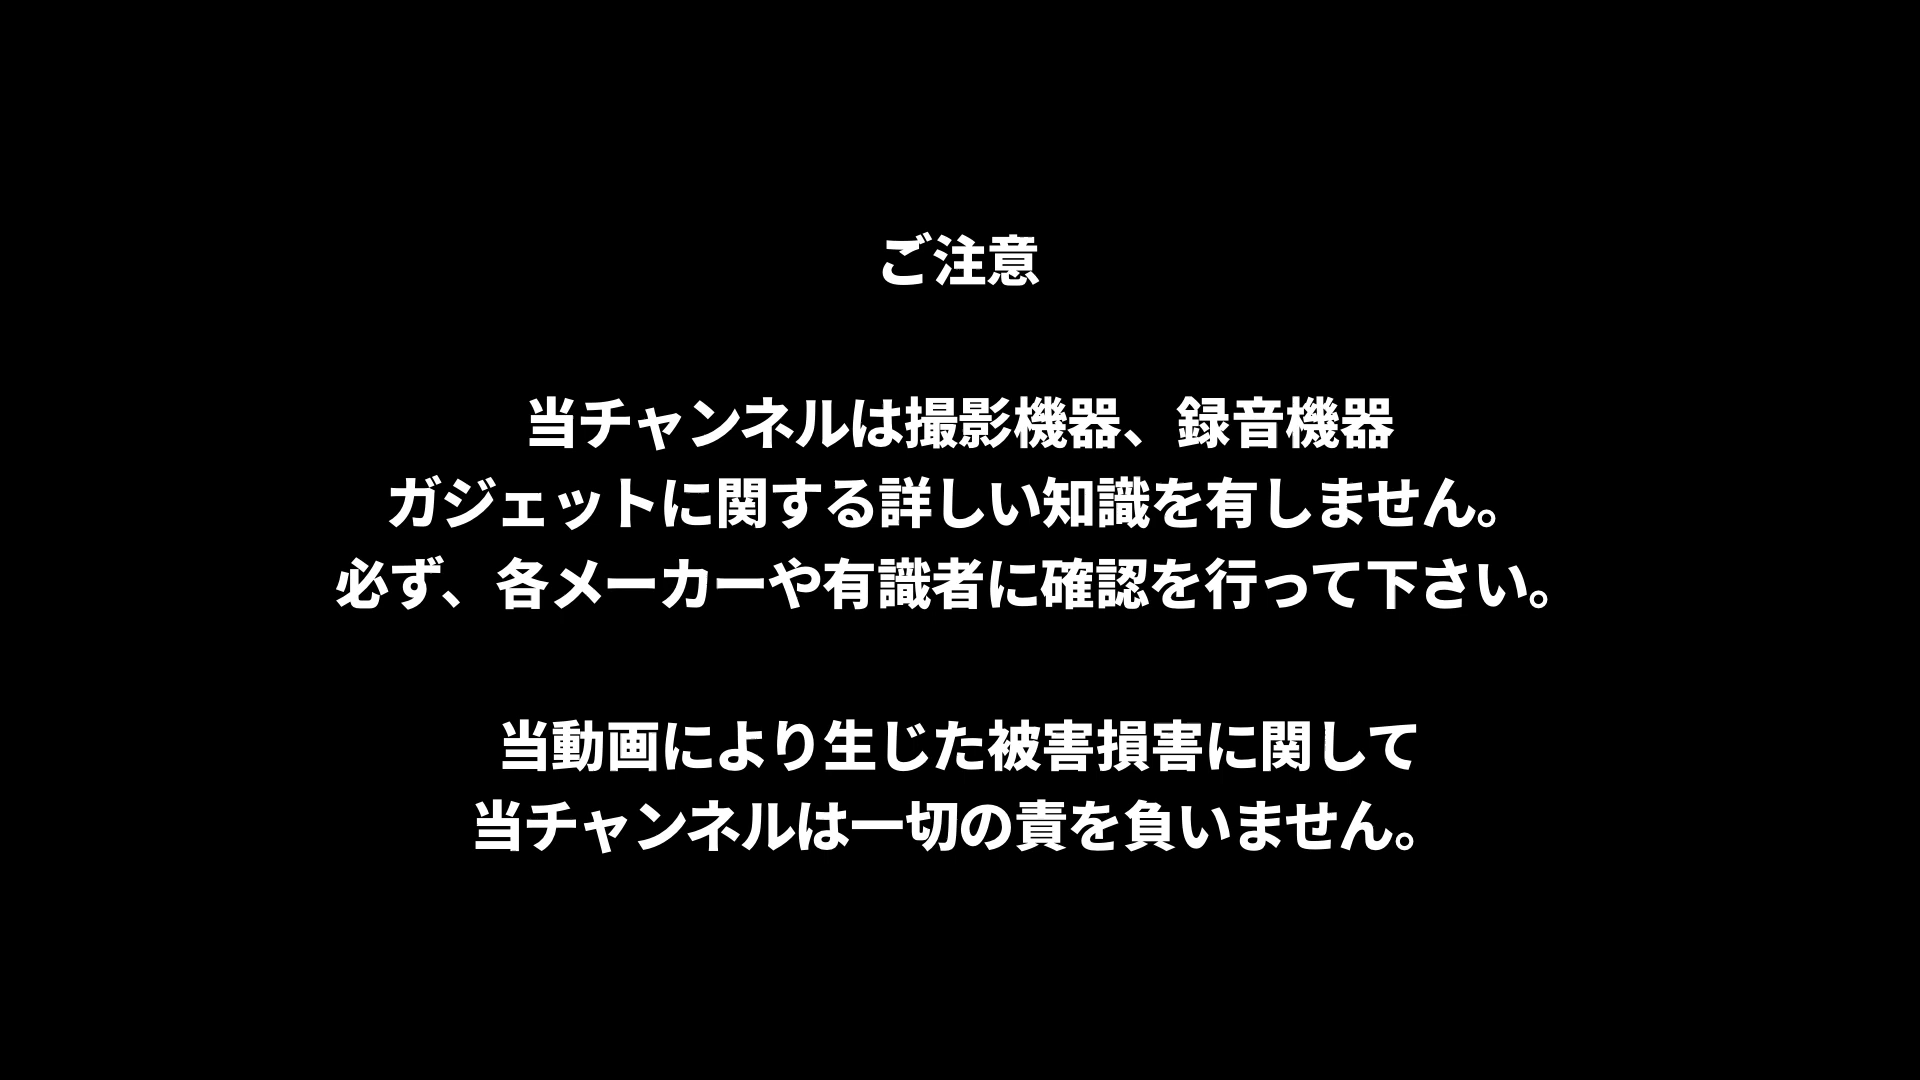 ご注意
当チャンネルは撮影機器、録音機器
ガジェットに関する詳しい知識を有しません。
必ず、各メーカーや有識者に確認を行って下さい。
当動画により生じた被害損害に関して
当チャンネルは一切の責を負いません。